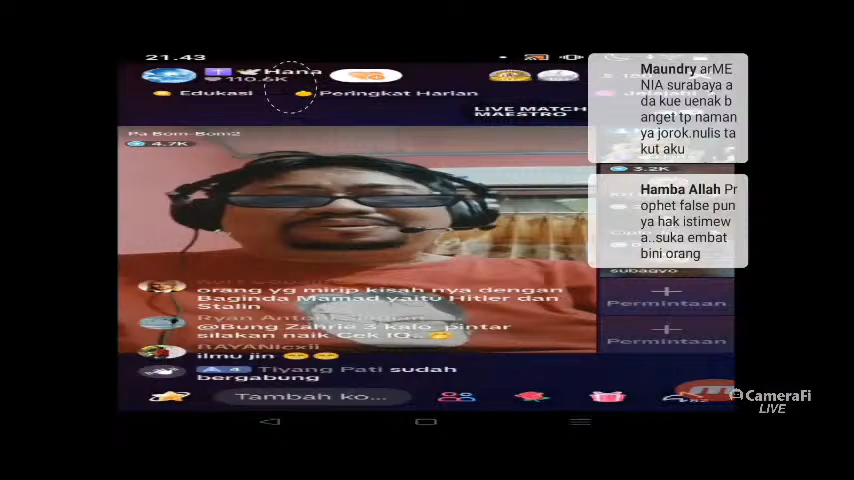 21.43
Hana
110.6K
Edukasi
Peringkat Harian
LIVE MATCH
MAESTRO
Pa Bom-Bom2
4.7K
Maundry arME
NIA surabaya a
da kue uenak b
anget tp naman
ya jorok.nulis ta
kut aku
3.2K
Hamba Allah Pr
ophet false pun
ya hak istimew
a..suka embat
bini orang
subagyo
orang yg mirip kisah nya dengan
Baginda Mamad yaitu Hitler dan
Stalin
Ryan
@Bung Zahrie 3 kalo pintar
silakan naik Cek IQ..
RAYANIcxii
ilmu jin
4 Tiyang Pati sudah
bergabung
Permintaan
Permintaan
Tambah ko...
CameraFi
LIVE